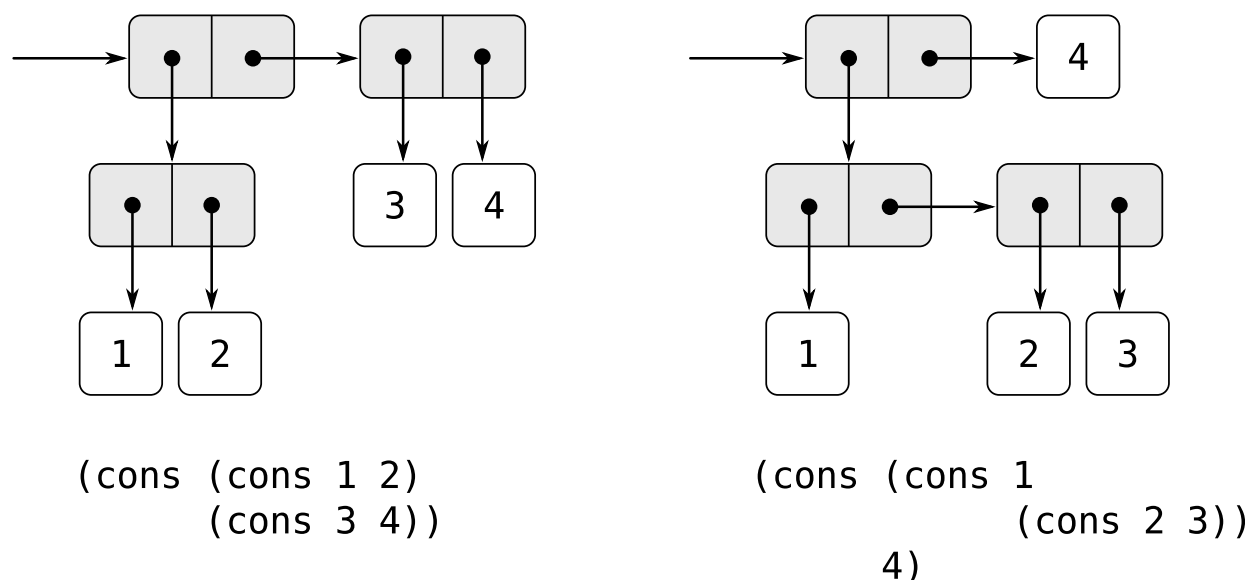 4
3 4
1 2
1 2 3
(cons (cons 1 2)
(cons 3 4))
(cons (cons 1
(cons 2 3))
4)